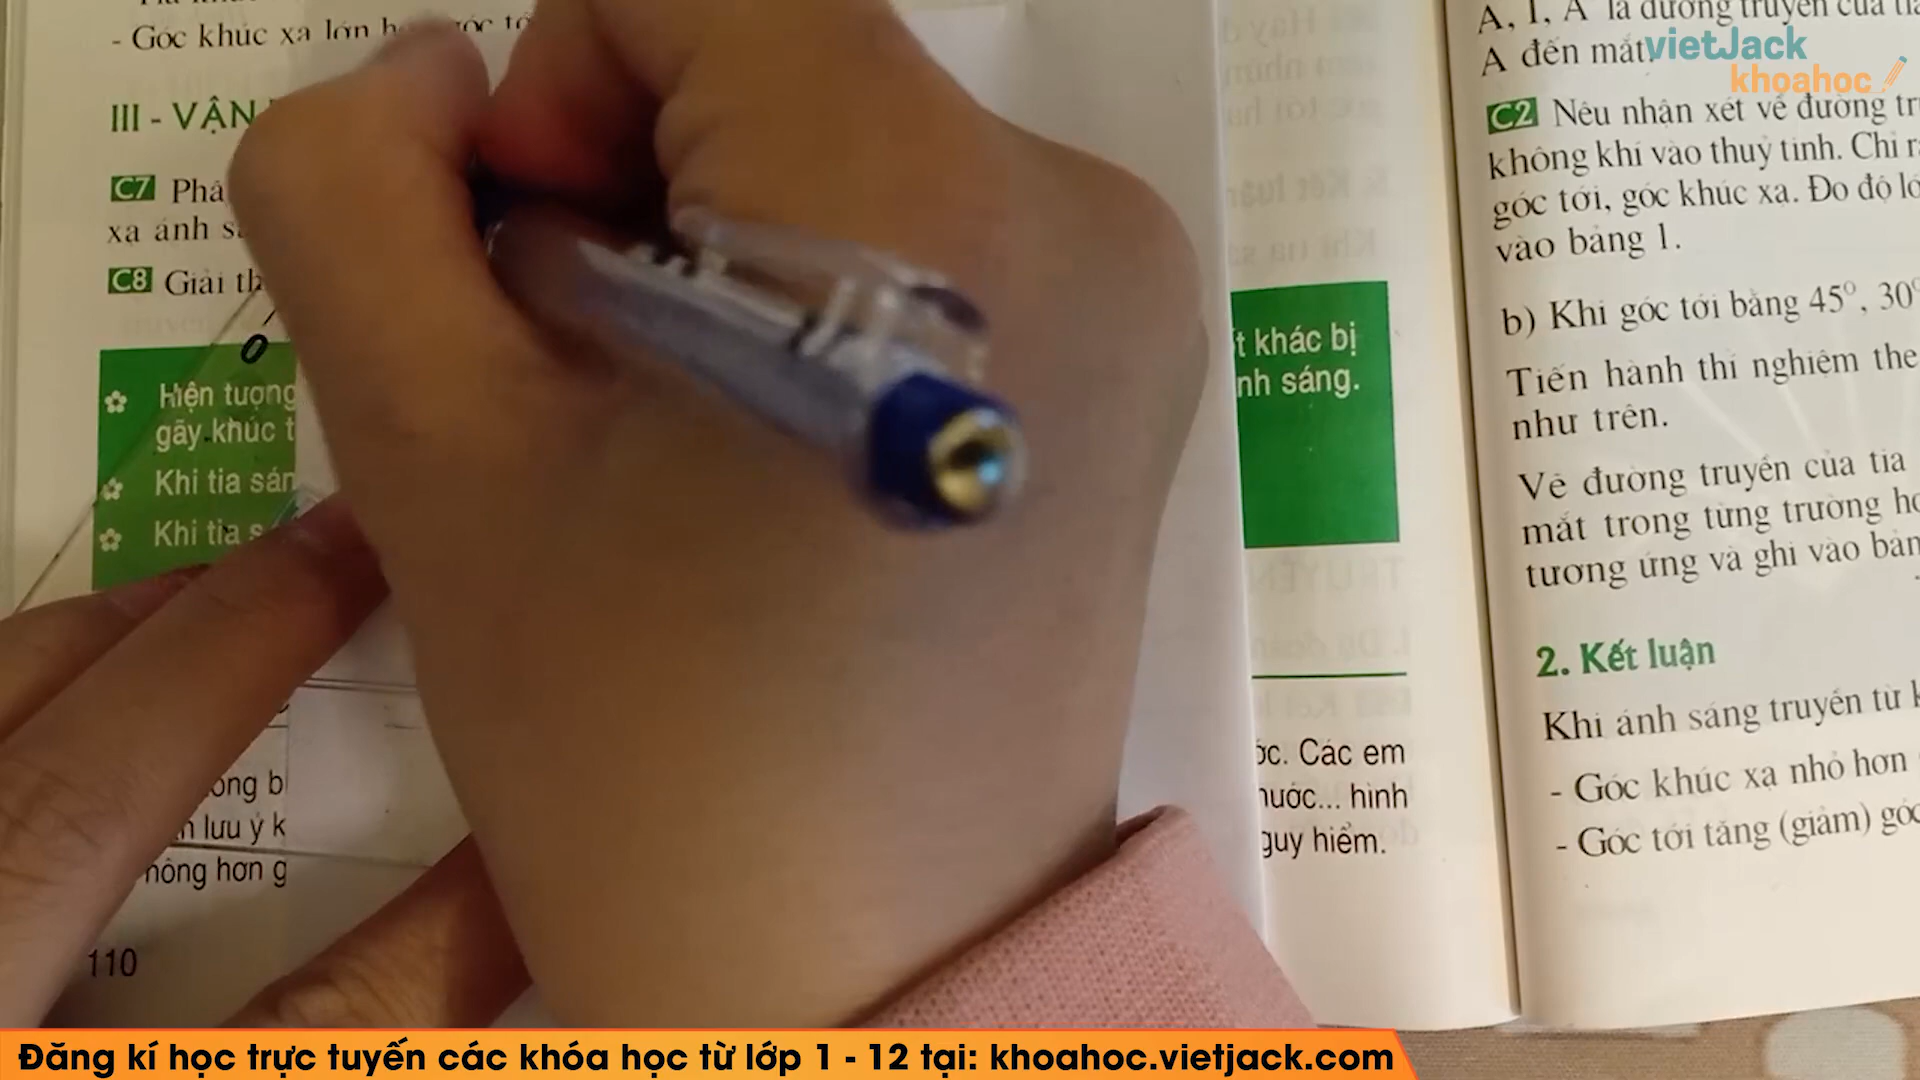 - Góc khúc xạ lớn
III - VẬN
C7 Phâ
xạ ánh s
C8 Giải th
0
Hiện tượng
gãy khúc t
Khi tia sán
Khi tia s
ông b
lưu ý k
hông hơn g
110
t khác bị
nh sáng.
ớc. Các em
nước... hình
guy hiểm.
A, I, A' là đường truyền của tia
A đến mắt.
vietJack
khoahoc
C2 Nêu nhận xét về đường tr
không khí vào thuỷ tinh. Chỉ r
góc tới, góc khúc xạ. Đo độ lớ
vào bảng 1.
b) Khi góc tới bằng 45°, 30°
Tiến hành thí nghiệm the
như trên.
Vẽ đường truyền của tia
mắt trong từng trường hợ
tương ứng và ghi vào bản
2. Kết luận
Khi ánh sáng truyền từ k
- Góc khúc xạ nhỏ hơn
- Góc tới tăng (giảm) góc
Đăng kí học trực tuyến các khóa học từ lớp 1 - 12 tại: khoahoc.vietjack.com